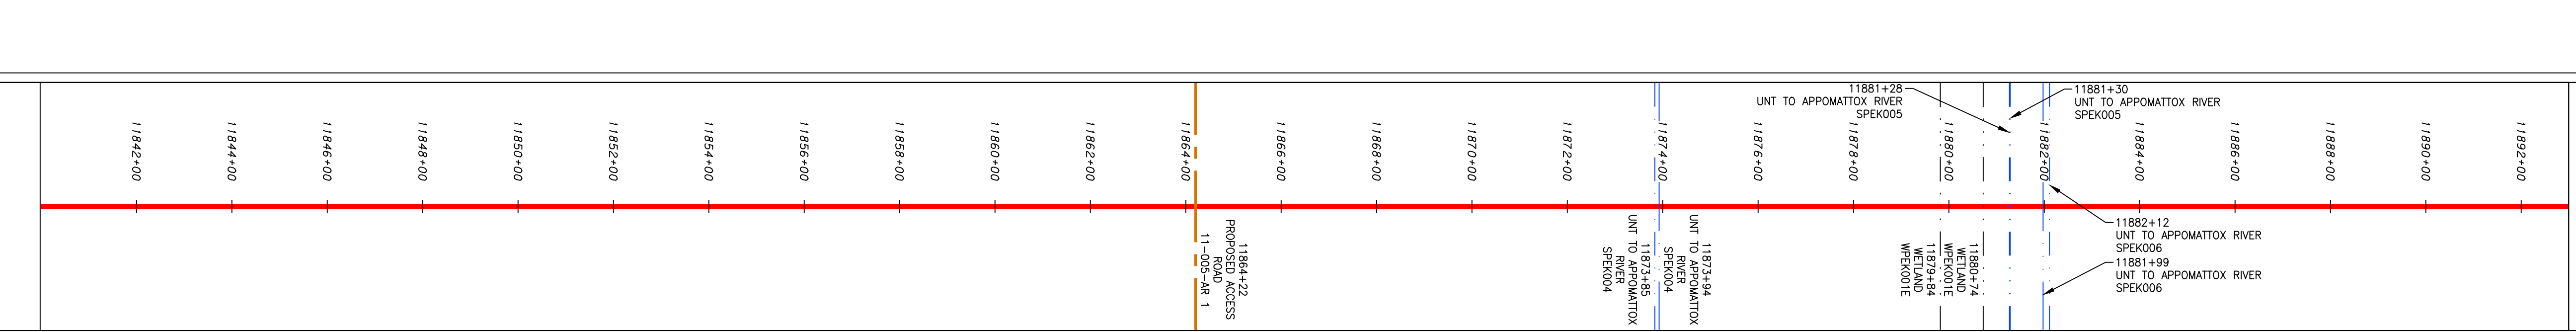 11842+00
11844+00
11846+00
11848+00
11850+00
11852+00
11854+00
11856+00
11858+00
11860+00
11862+00
11864+00
11866+00
11868+00
11870+00
11872+00
11874+00
11876+00
11878+00
11880+00
11882+00
11884+00
11886+00
11888+00
11890+00
11892+00
11881+28
UNT TO APPOMATTOX RIVER
SPEK005
11881+30
UNT TO APPOMATTOX RIVER
SPEK005
11864+22
PROPOSED ACCESS
ROAD
11-005-AR 1
11873+85
UNT TO APPOMATTOX
RIVER
SPEK004
11873+94
UNT TO APPOMATTOX
RIVER
SPEK004
11879+84
WETLAND
WPEK001E
11880+74
WETLAND
WPEK001E
11882+12
UNT TO APPOMATTOX RIVER
SPEK006
11881+99
UNT TO APPOMATTOX RIVER
SPEK006